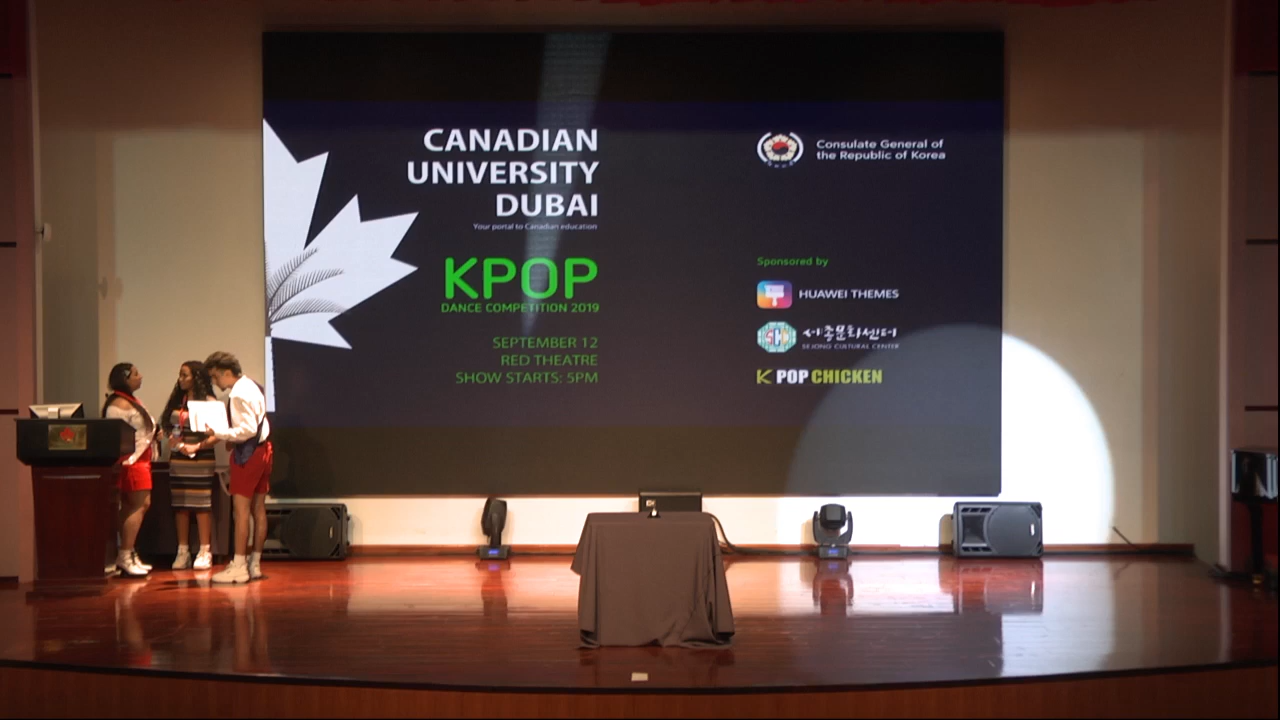 CANADIAN
UNIVERSITY
DUBAI
Your portal to Canadian education
KPOP
DANCE COMPETITION 2019
SEPTEMBER 12
RED THEATRE
SHOW STARTS: 5PM
Consulate General of
the Republic of Korea
Sponsored by
HUAWEI THEMES
세종문화센터
SEJONG CULTURAL CENTER
K POP CHICKEN